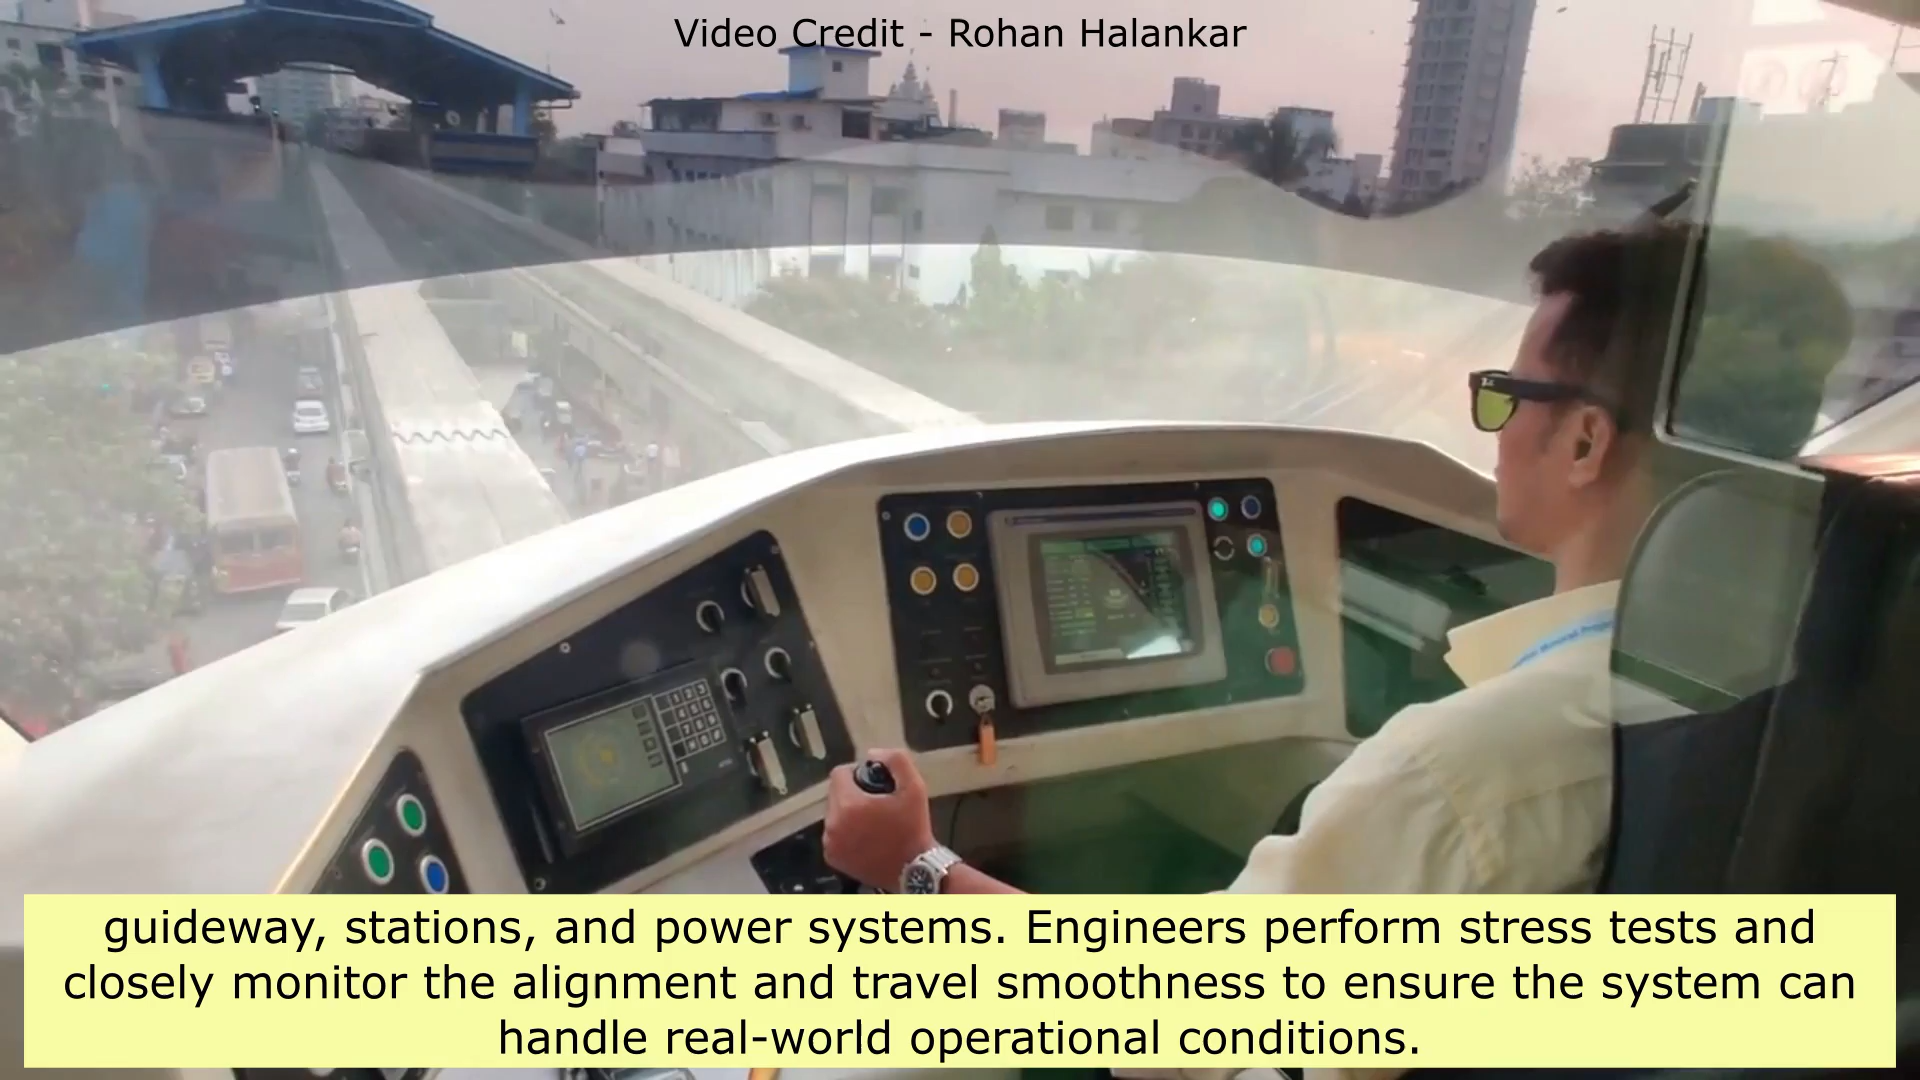 Video Credit - Rohan Halankar
guideway, stations, and power systems. Engineers perform stress tests and
closely monitor the alignment and travel smoothness to ensure the system can
handle real-world operational conditions.